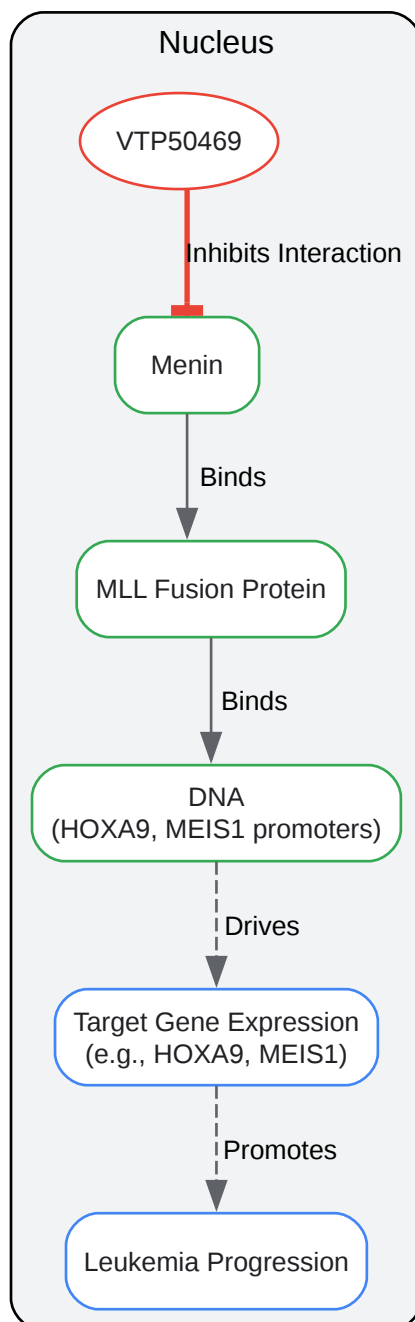 Nucleus
VTP50469
Inhibits Interaction
Menin
Binds
MLL Fusion Protein
Binds
DNA
(HOXA9, MEIS1 promoters)
Drives
Target Gene Expression
(e.g., HOXA9, MEIS1)
Promotes
Leukemia Progression